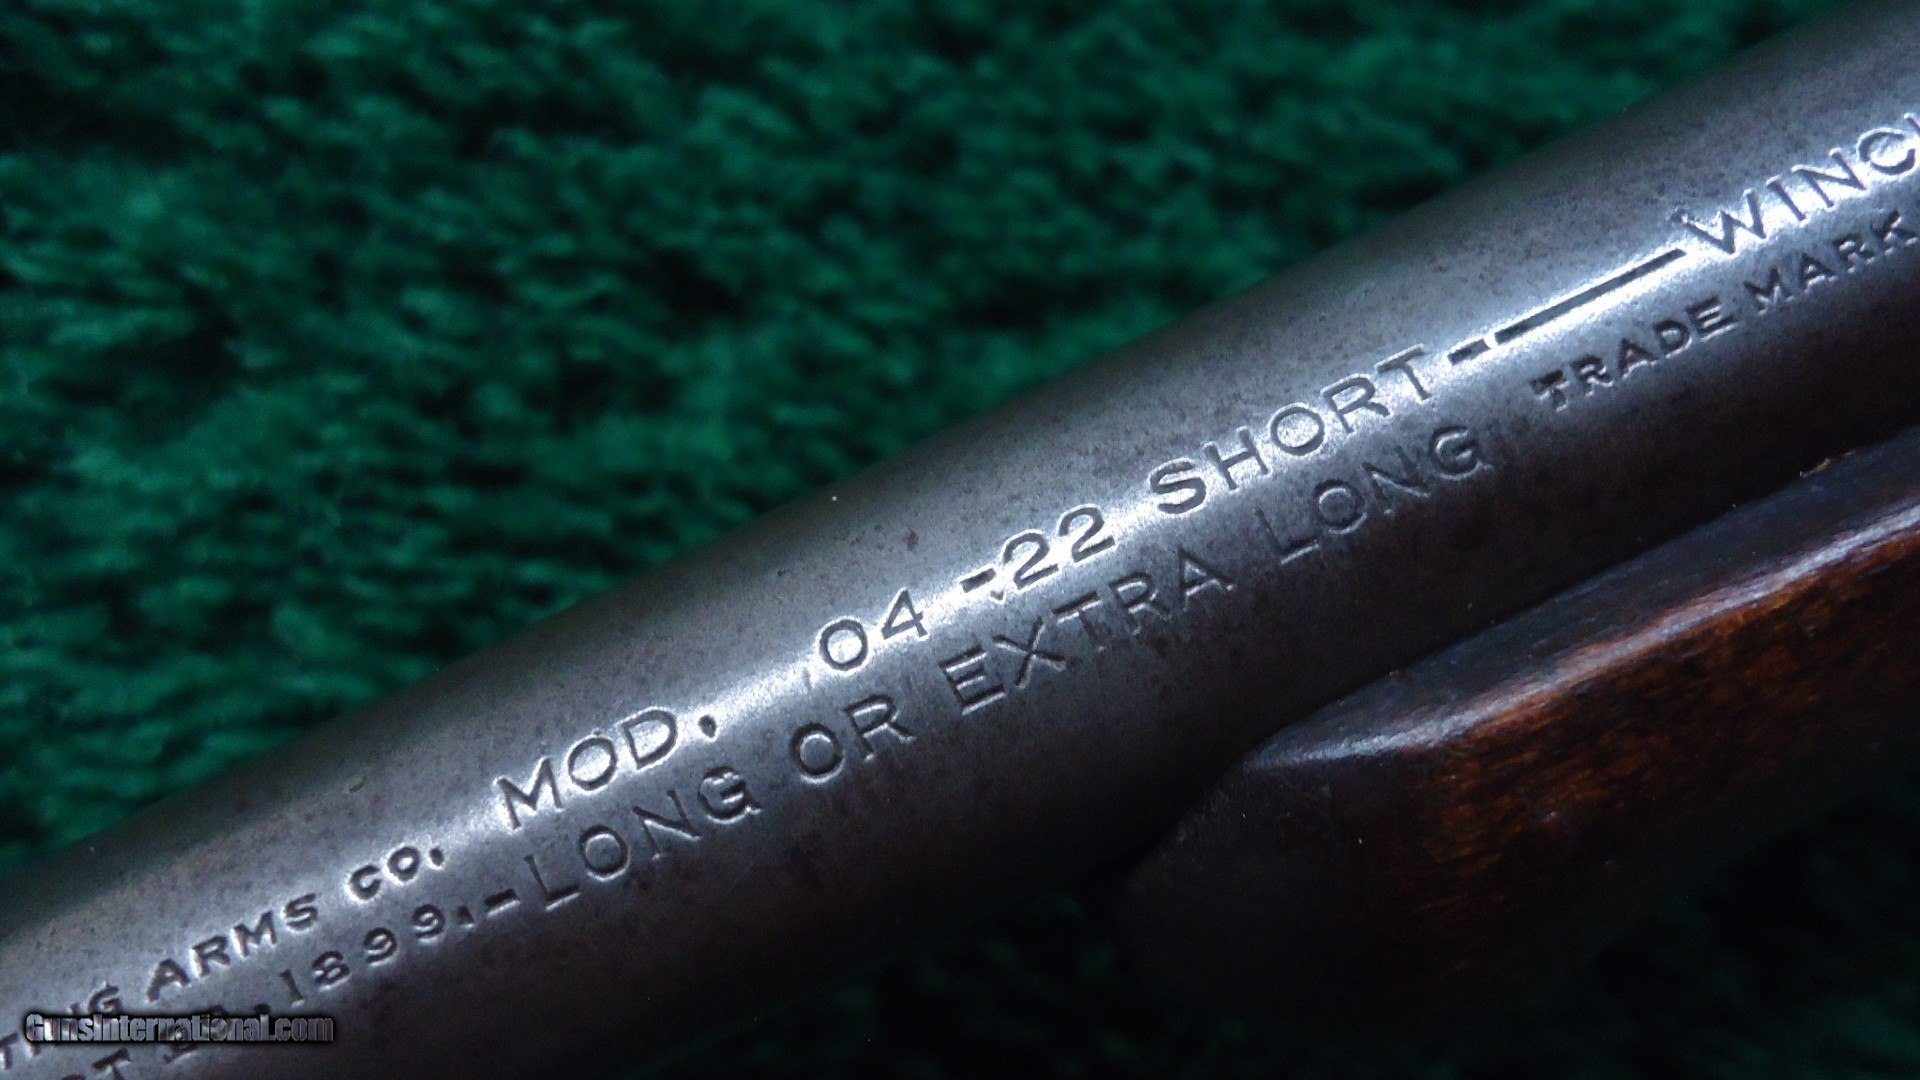 ARMS CO. MOD. 04 -.22 SHORT-—WINC
1899.-LONG OR EXTRA LONG TRADE MARK
GunsInternational.com